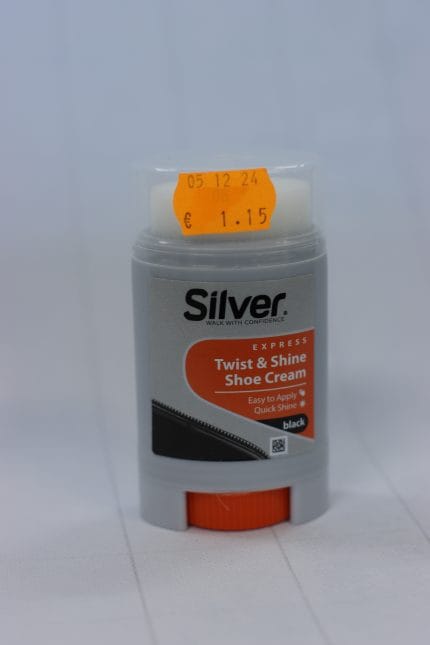 05 12 24
€ 1.15
Silver.
WALK WITH CONFIDENCE
EXPRESS
Twist & Shine
Shoe Cream
Easy to Apply
Quick Shine
black